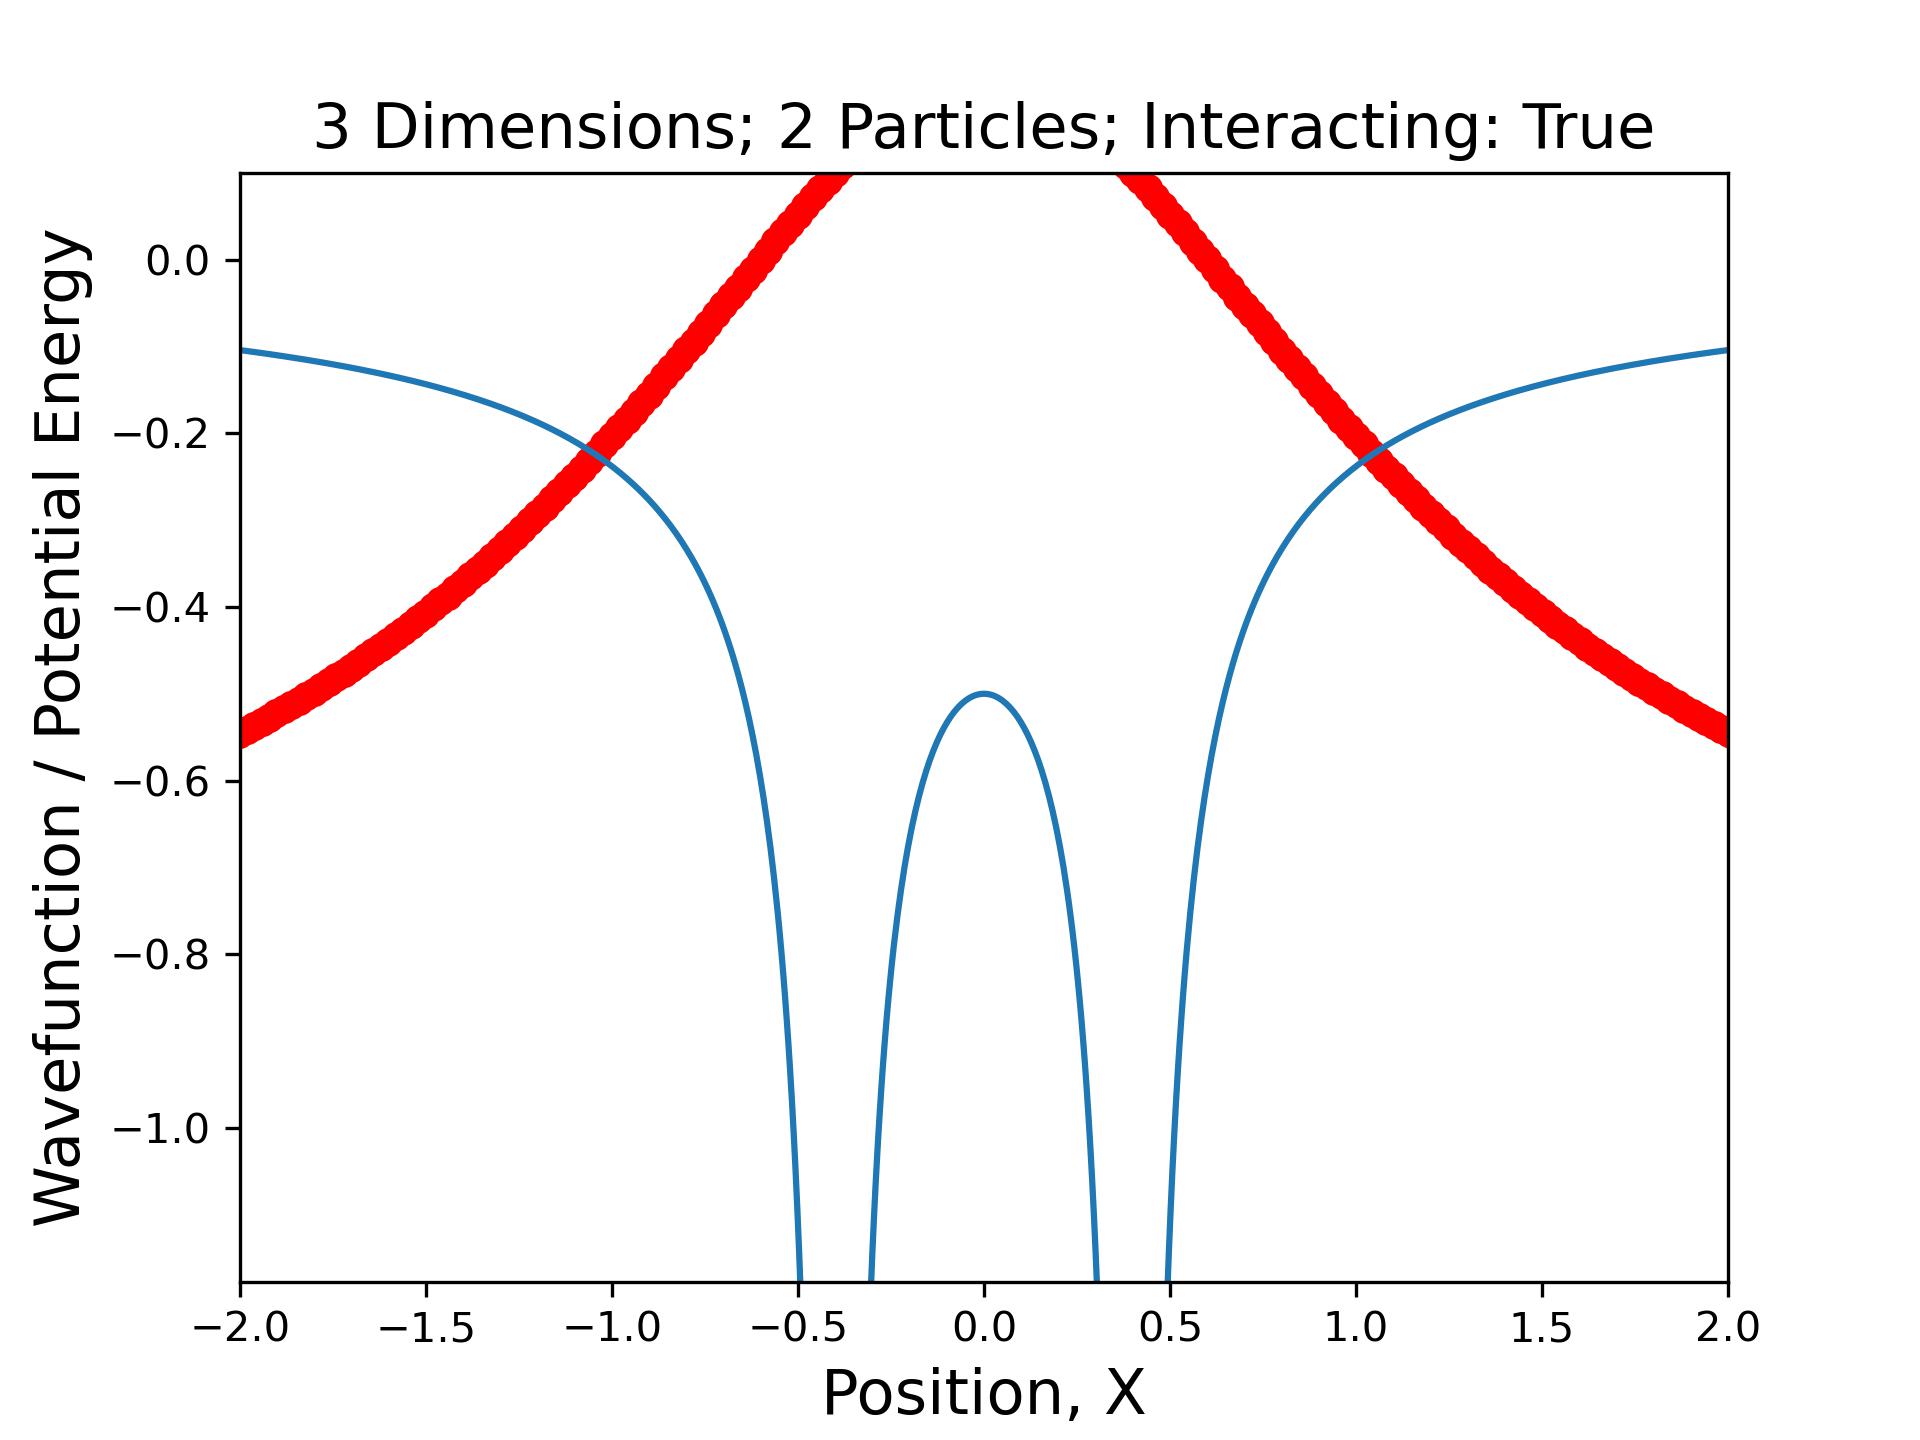 3 Dimensions; 2 Particles; Interacting: True
Wavefunction / Potential Energy
0.0
−0.2
−0.4
−0.6
−0.8
−1.0
−2.0 −1.5 −1.0 −0.5 0.0 0.5 1.0 1.5 2.0
Position, X